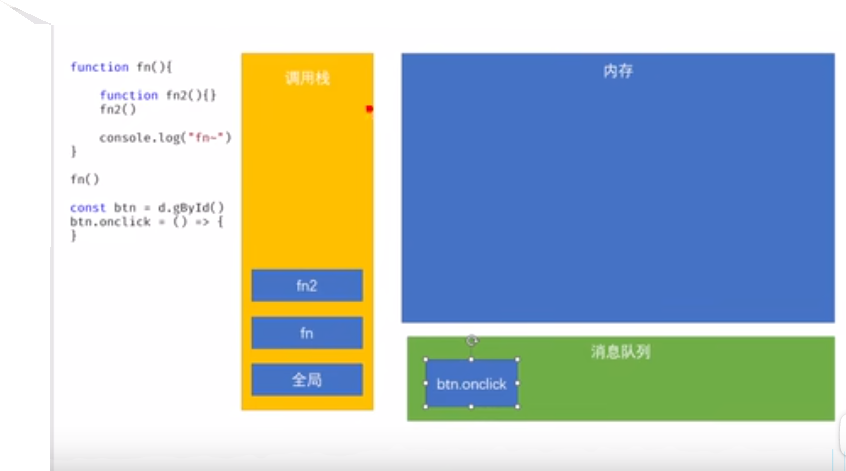 function fn(){
function fn2(){}
fn2()
console.log("fn~")
}
fn()
const btn = d.gById()
btn.onclick = () => {
}
调用栈
fn2
fn
全局
内存
消息队列
btn.onclick